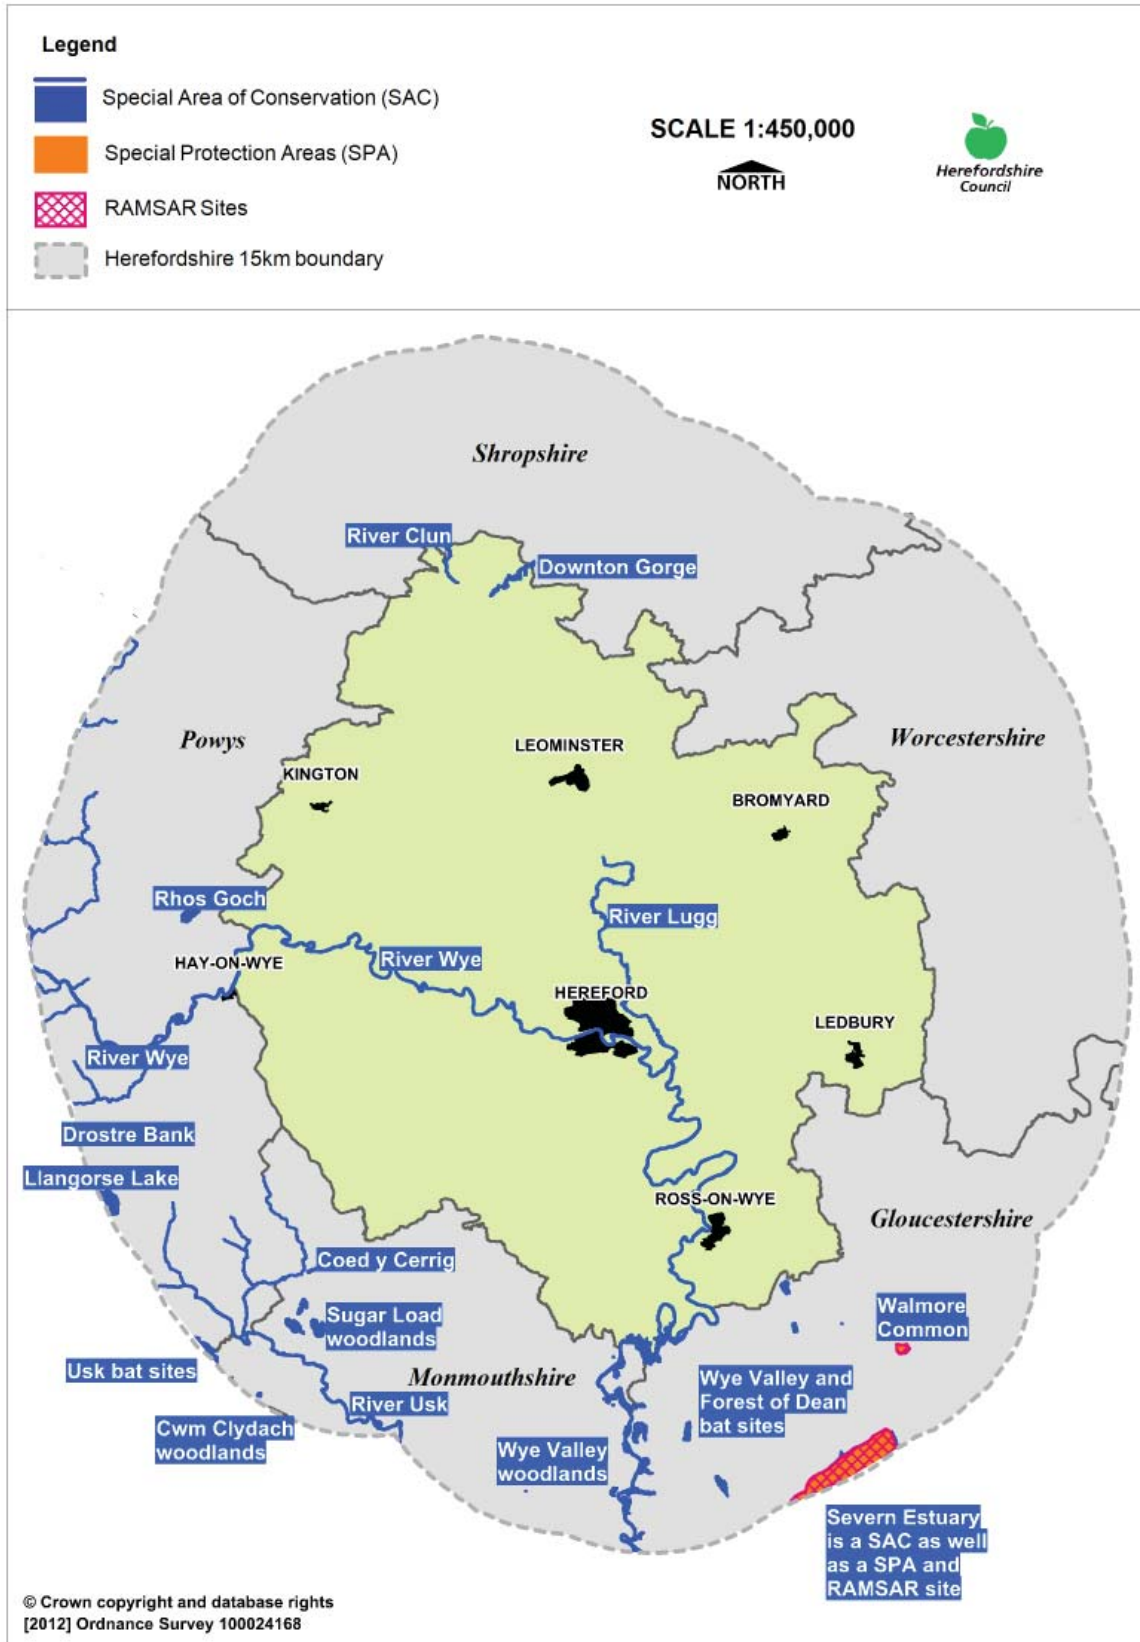 Legend
Special Area of Conservation (SAC)
Special Protection Areas (SPA)
RAMSAR Sites
Herefordshire 15km boundary
SCALE 1:450,000
NORTH
Herefordshire
Council
Shropshire
River Clun
Downton Gorge
Powys
LEOMINSTER
Worcestershire
KINGTON
BROMYARD
Rhos Goch
River Lugg
HAY-ON-WYE
River Wye
HEREFORD
LEDBURY
River Wye
Drostre Bank
Llangorse Lake
ROSS-ON-WYE
Gloucestershire
Coed y Cerrig
Sugar Load
woodlands
Walmore
Common
Usk bat sites
Monmouthshire
Wye Valley and
Forest of Dean
bat sites
River Usk
Cwm Clydach
woodlands
Wye Valley
woodlands
Severn Estuary
is a SAC as well
as a SPA and
RAMSAR site
© Crown copyright and database rights
[2012] Ordnance Survey 100024168